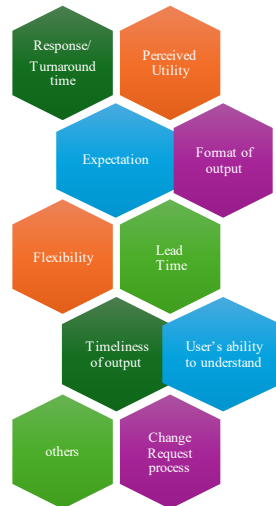 Response/
Turnaround
time
Perceived
Utility
Expectation
Format of
output
Flexibility
Lead
Time
Timeliness
of output
User's ability
to understand
others
Change
Request
process